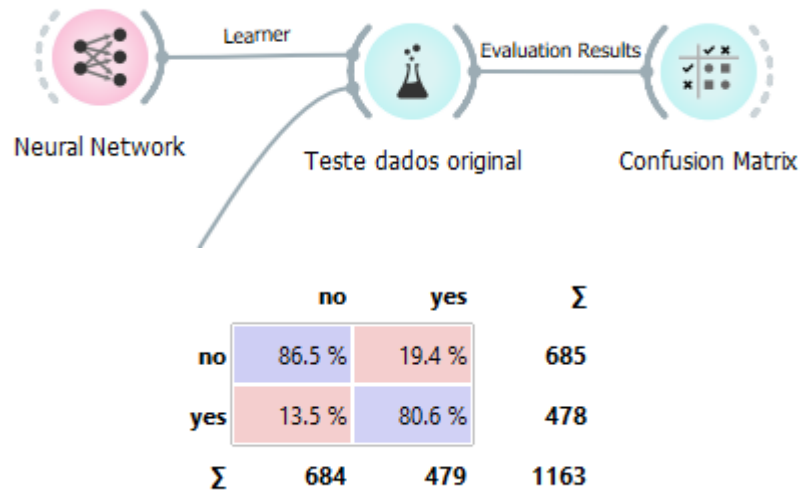 Learner
Evaluation Results
Neural Network
Teste dados original
Confusion Matrix
no yes Σ
no 86.5 % 19.4 % 685
yes 13.5 % 80.6 % 478
Σ 684 479 1163